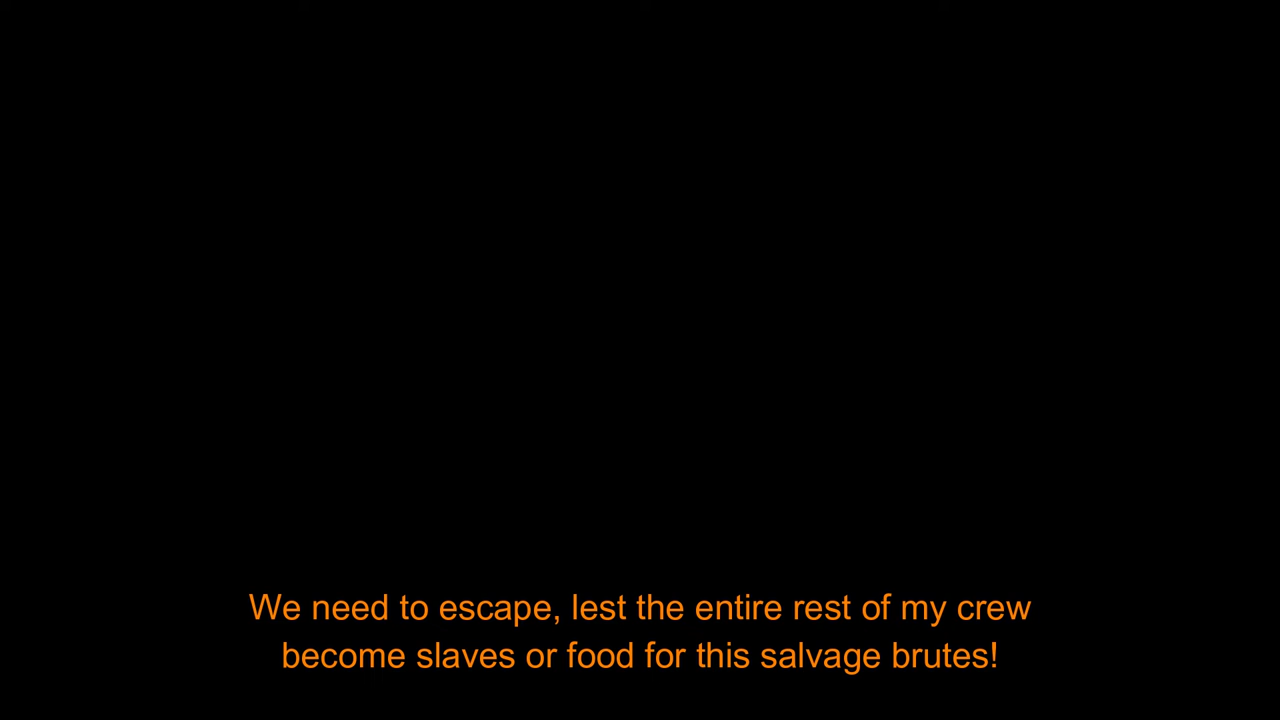 We need to escape, lest the entire rest of my crew
become slaves or food for this salvage brutes!